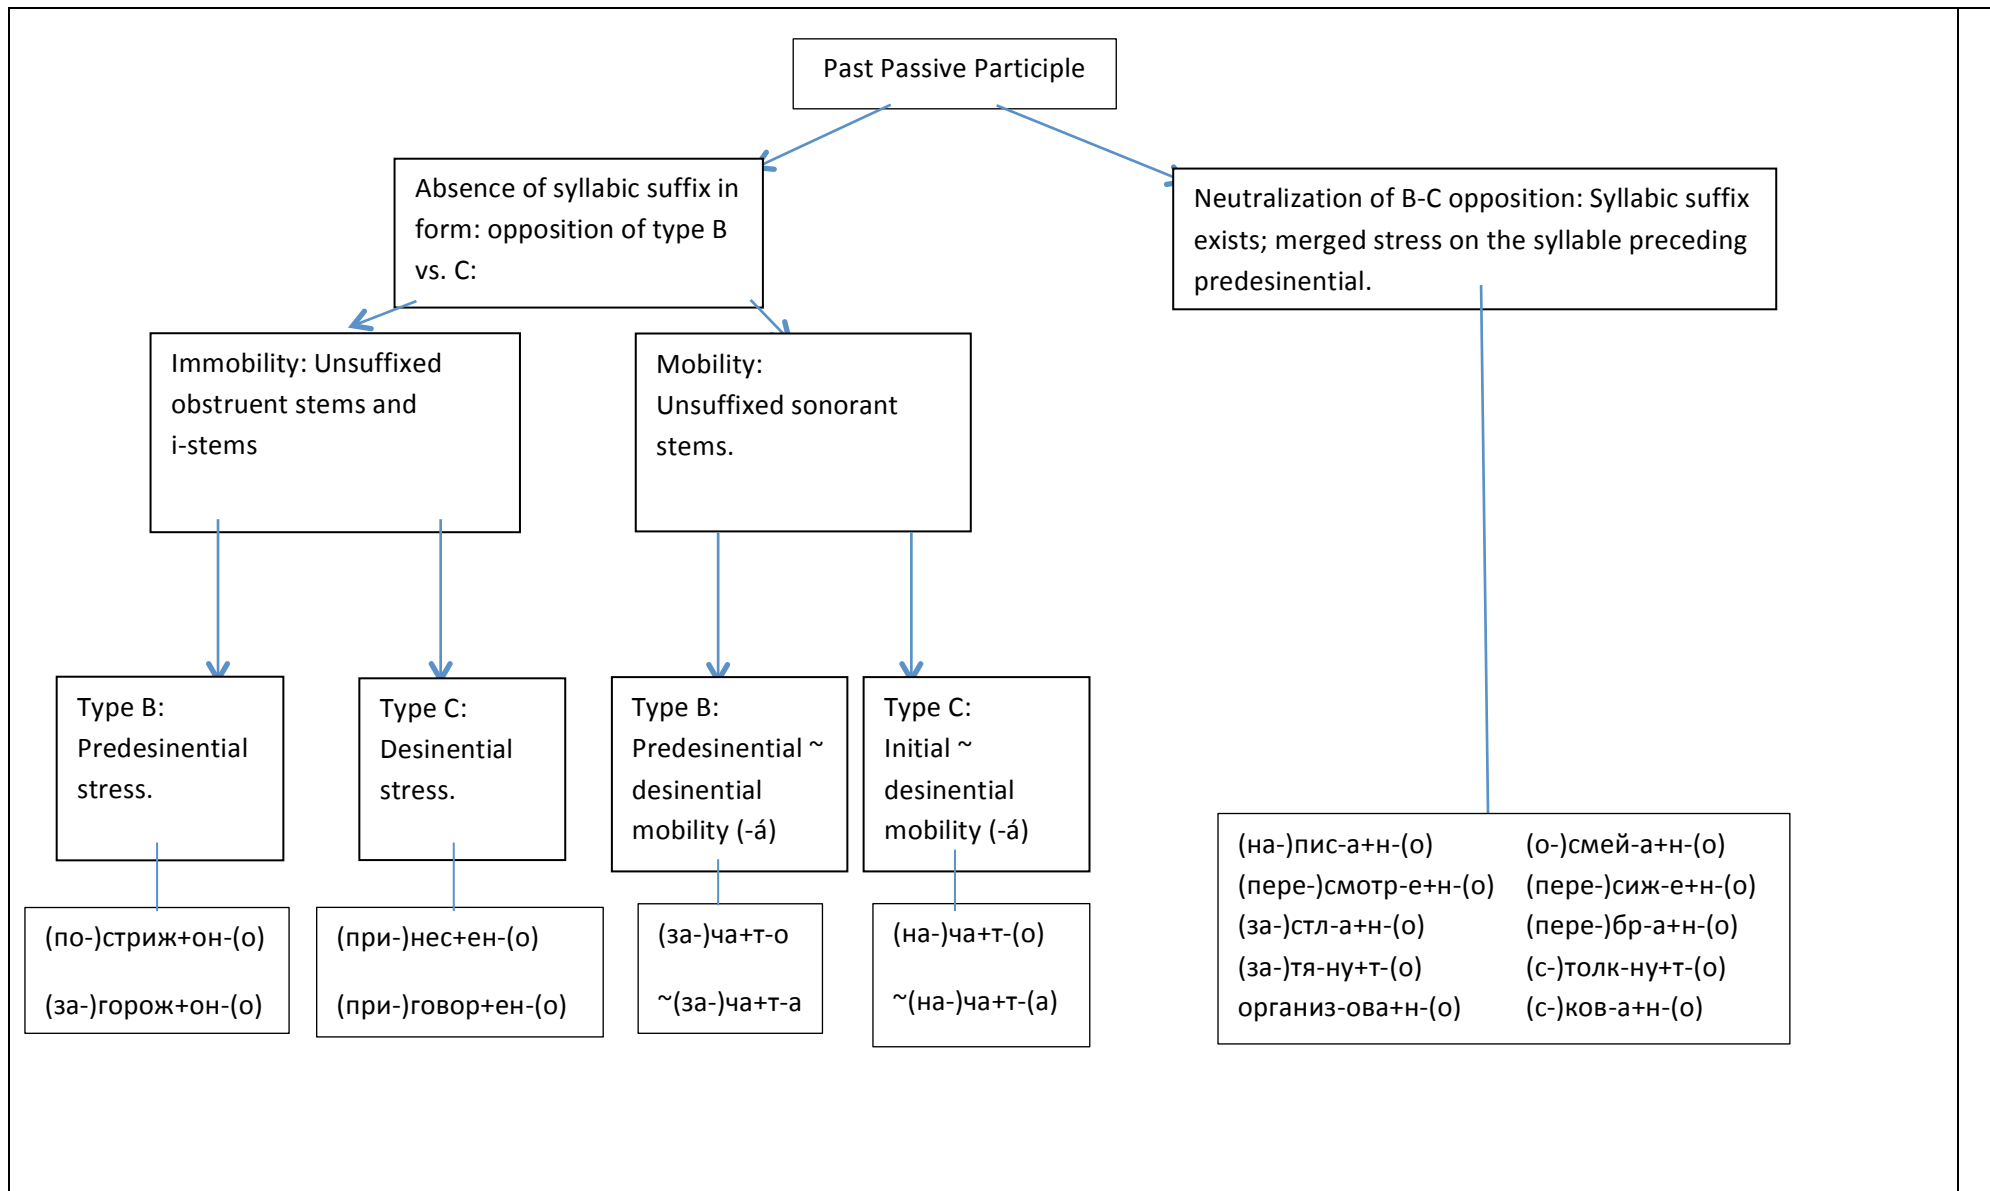 Past Passive Participle
Absence of syllabic suffix in
form: opposition of type B
vs. C:
Neutralization of B-C opposition: Syllabic suffix
exists; merged stress on the syllable preceding
predesinential.
Immobility: Unsuffixed
obstruent stems and
i-stems
Mobility:
Unsuffixed sonorant
stems.
Type B:
Predesinential
stress.
Type C:
Desinential
stress.
Type B:
Predesinential ~
desinential
mobility (-á)
Type C:
Initial ~
desinential
mobility (-á)
(по-)стриж+он-(о)
(за-)горож+он-(о)
(при-)нес+ен-(о)
(при-)говор+ен-(о)
(за-)ча+т-о
~(за-)ча+т-а
(на-)ча+т-(о)
~(на-)ча+т-(а)
(на-)пис-а+н-(о) (о-)смей-а+н-(о)
(пере-)смотр-е+н-(о) (пере-)сиж-е+н-(о)
(за-)стл-а+н-(о) (пере-)бр-а+н-(о)
(за-)тя-ну+т-(о) (с-)толк-ну+т-(о)
организ-ова+н-(о) (с-)ков-а+н-(о)